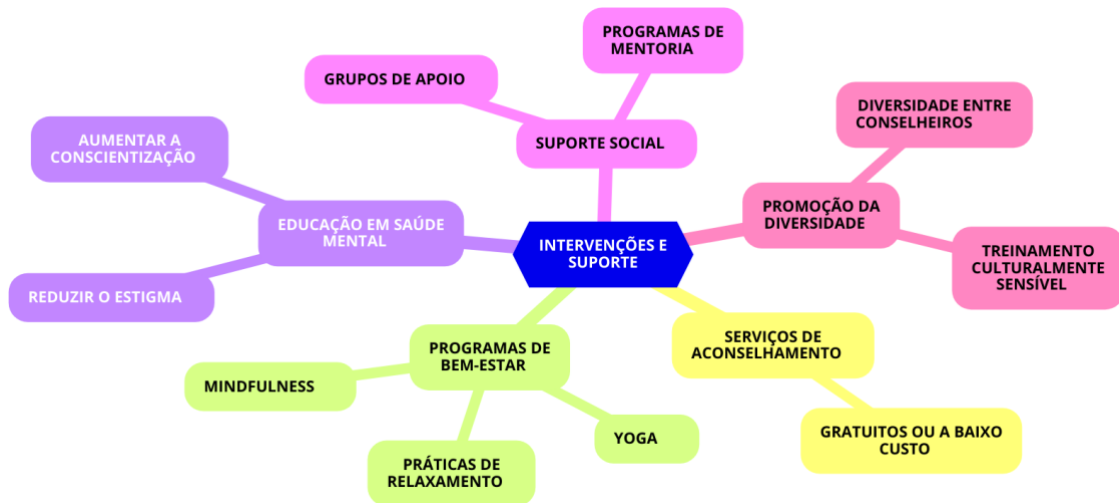 PROGRAMAS DE
MENTORIA
GRUPOS DE APOIO
SUPORTE SOCIAL
DIVERSIDADE ENTRE
CONSELHEIROS
PROMOÇÃO DA
DIVERSIDADE
TREINAMENTO
CULTURALMENTE
SENSÍVEL
AUMENTAR A
CONSCIENTIZAÇÃO
EDUCAÇÃO EM SAÚDE
MENTAL
REDUZIR O ESTIGMA
INTERVENÇÕES E
SUPORTE
PROGRAMAS DE
BEM-ESTAR
MINDFULNESS
PRÁTICAS DE
RELAXAMENTO
YOGA
SERVIÇOS DE
ACONSELHAMENTO
GRATUITOS OU A BAIXO
CUSTO